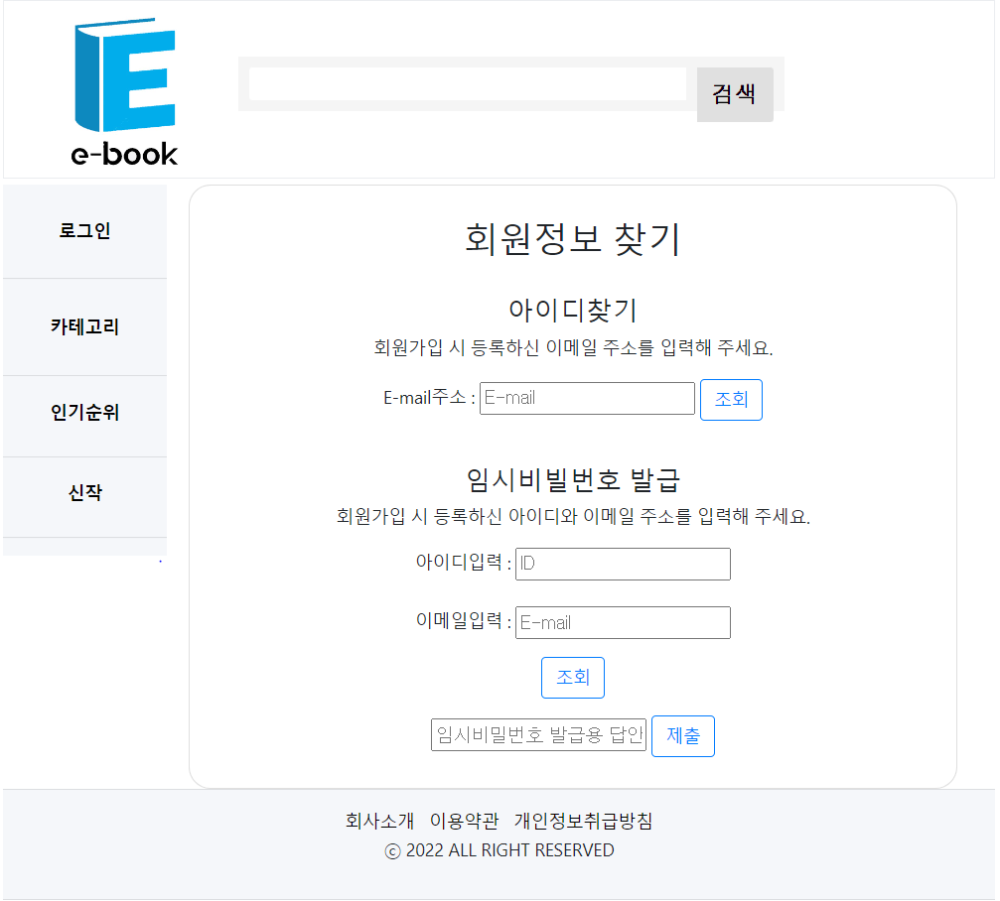 E
e-book
검색
로그인
카테고리
인기순위
신작
.
회원정보 찾기
아이디찾기
회원가입 시 등록하신 이메일 주소를 입력해 주세요.
E-mail주소 : E-mail 조회
임시비빌번호 발급
회원가입 시 등록하신 아이디와 이메일 주소를 입력해 주세요.
아이디입력 : ID
이메일입력 : E-mail
조회
임시비밀번호 발급용 답안 제출
회사소개 이용약관 개인정보취급방침
ⓒ 2022 ALL RIGHT RESERVED